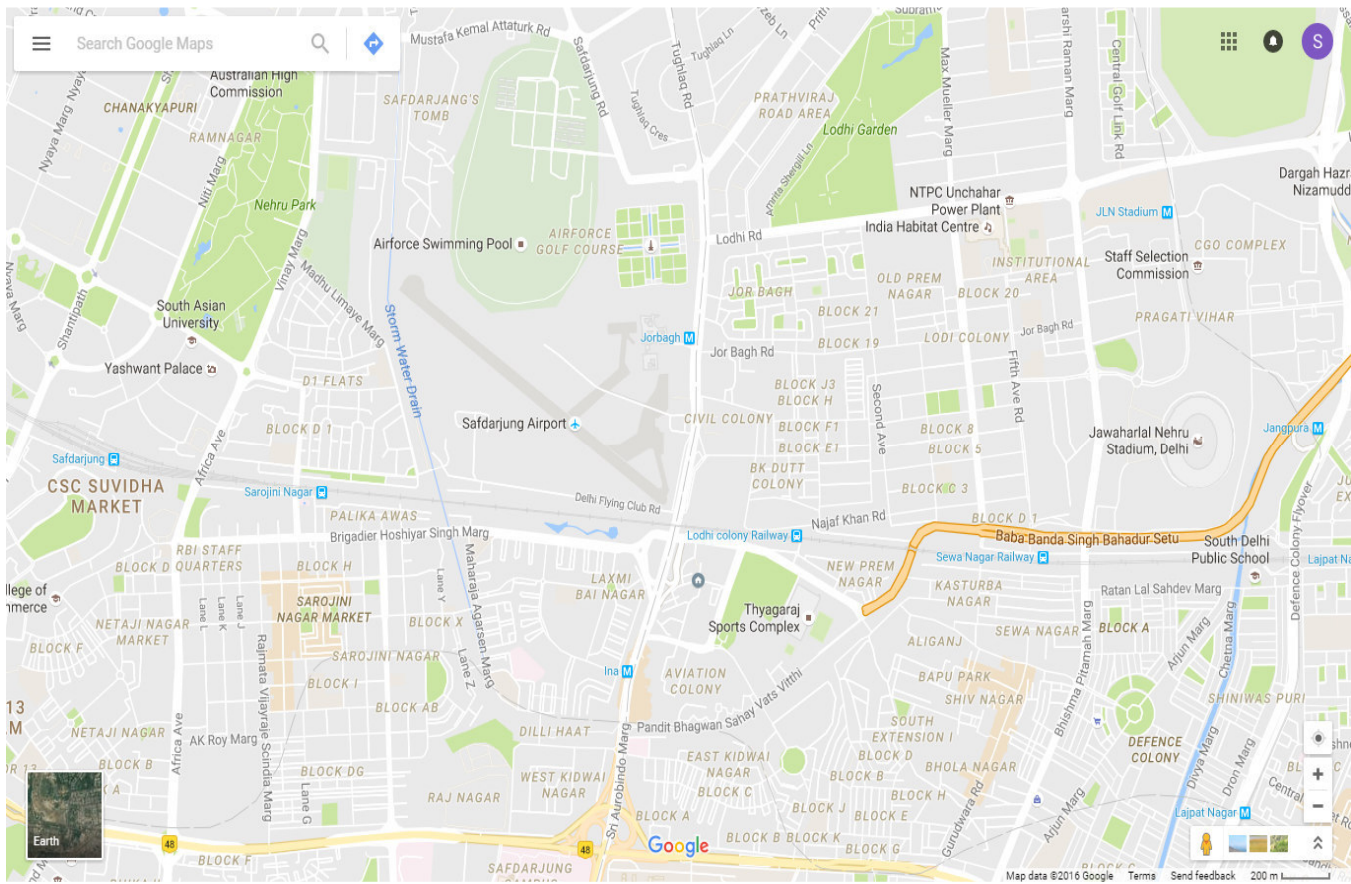 Search Google Maps
Mustafa Kemal Attaturk Rd
Safdarjung Rd
Tughlaq Rd
Tughlaq Ln
Tughlaq Cres
Max Mueller Marg
Central Golf Link Rd
S
Australian High
Commission
CHANAKYAPURI
RAMNAGAR
Nyaya Marg
Niti Marg
Nehru Park
SAFDARJANG'S
TOMB
PRATHVIRAJ
ROAD AREA
Lodhi Garden
Amrita Shergill Ln
NTPC Unchahar
Power Plant
India Habitat Centre
JLN Stadium
Airforce Swimming Pool
AIRFORCE
GOLF COURSE
Lodhi Rd
Vinay Marg
Madhu Limaye Marg
INSTITUTIONAL
AREA
Staff Selection
Commission
CGO COMPLEX
OLD PREM
NAGAR
BLOCK 20
JOR BAGH
BLOCK 21
PRAGATI VIHAR
Nyaya Marg
Shantipath
South Asian
University
Yashwant Palace
Storm Water Drain
Jorbagh
Jor Bagh Rd
BLOCK 19
LODI COLONY
Jor Bagh Rd
D1 FLATS
BLOCK D 1
BLOCK J3
BLOCK H
Second Ave
Fifth Ave Rd
Safdarjung Airport
CIVIL COLONY
BLOCK F1
BLOCK 8
Jawaharlal Nehru
Stadium, Delhi
Jangpura
BLOCK E1
BLOCK 5
Africa Ave
Safdarjung
BK DUTT
COLONY
CSC SUVIDHA
MARKET
Sarojini Nagar
Delhi Flying Club Rd
BLOCK C 3
PALIKA AWAS
Brigadier Hoshiyar Singh Marg
Najaf Khan Rd
BLOCK D 1
Lodhi colony Railway
Baba Banda Singh Bahadur Setu
South Delhi
Public School
Defence Colony Flyover
Sewa Nagar Railway
Lajpat Na
RBI STAFF
QUARTERS
BLOCK D
BLOCK H
LAXMI
BAI NAGAR
NEW PREM
NAGAR
KASTURBA
NAGAR
Ratan Lal Sahdev Marg
llege of
mmerce
Lane L
Lane K
Lane J
Lane Y
Maharaja Agarsen Marg
SAROJINI
NAGAR MARKET
BLOCK X
Thyagaraj
Sports Complex
NETAJI NAGAR
MARKET
BLOCK F
Rajmata Vijayraje Scindia Marg
SAROJINI NAGAR
Lane Z
ALIGANJ
SEWA NAGAR
BLOCK A
Arjun Marg
Chetna Marg
BLOCK I
Ina
AVIATION
COLONY
BAPU PARK
SHIV NAGAR
Bhishma Pitamah Marg
SHINIWAS PURI
BLOCK AB
13
M
NETAJI NAGAR
AK Roy Marg
Africa Ave
DILLI HAAT
Pandit Bhagwan Sahay Vats Vitthi
SOUTH
EXTENSION I
DEFENCE
COLONY
Divya Marg
Dron Marg
BLOCK B
BLOCK DG
Lane G
RAJ NAGAR
WEST KIDWAI
NAGAR
EAST KIDWAI
NAGAR
BLOCK C
BLOCK D
BLOCK B
BHOLA NAGAR
BLOCK H
Sri Aurobindo Marg
BLOCK A
BLOCK J
BLOCK E
Gurudwara Rd
Arjun Marg
Lajpat Nagar
Earth
48
48
Google
BLOCK B
BLOCK K
BLOCK G
BLOCK F
SAFDARJUNG
Map data ©2016 Google
Terms
Send feedback
200 m